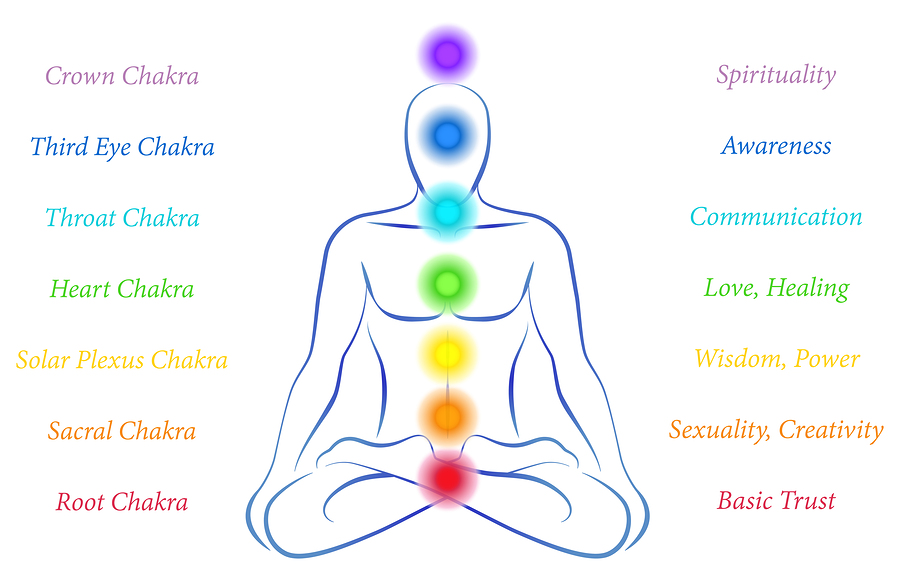 Crown Chakra
Spirituality
Third Eye Chakra
Awareness
Throat Chakra
Communication
Heart Chakra
Love, Healing
Solar Plexus Chakra
Wisdom, Power
Sacral Chakra
Sexuality, Creativity
Root Chakra
Basic Trust